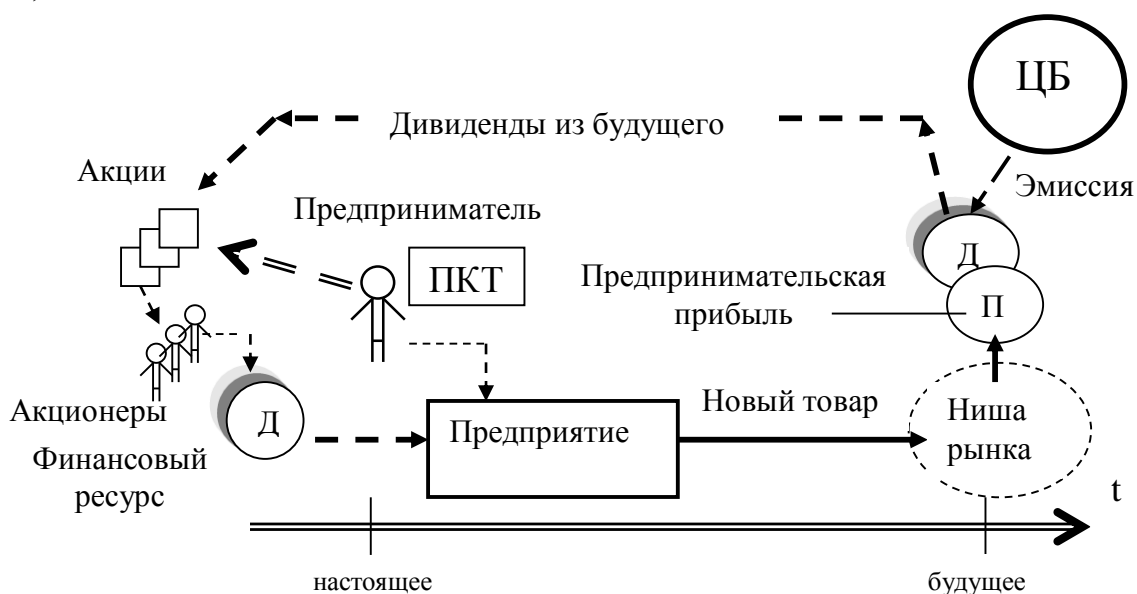 ЦБ
Дивиденды из будущего
Акции
Эмиссия
Предприниматель
ПКТ
Д
Предпринимательская
прибыль
П
Акционеры
Д
Финансовый
ресурс
Предприятие
Новый товар
Ниша
рынка
t
настоящее
будущее